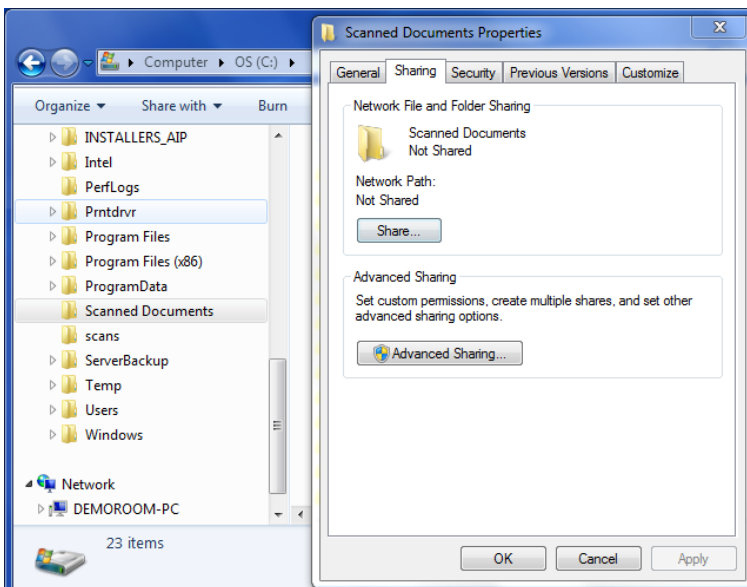 Computer OS (C:)
Organize Share with Burn
INSTALLERS_AIP
Intel
PerfLogs
Prntdrvr
Program Files
Program Files (x86)
ProgramData
Scanned Documents
scans
ServerBackup
Temp
Users
Windows
Network
DEMOROOM-PC
23 items
Scanned Documents Properties
General Sharing Security Previous Versions Customize
Network File and Folder Sharing
Scanned Documents
Not Shared
Network Path:
Not Shared
Share...
Advanced Sharing
Set custom permissions, create multiple shares, and set other
advanced sharing options.
Advanced Sharing...
OK Cancel Apply